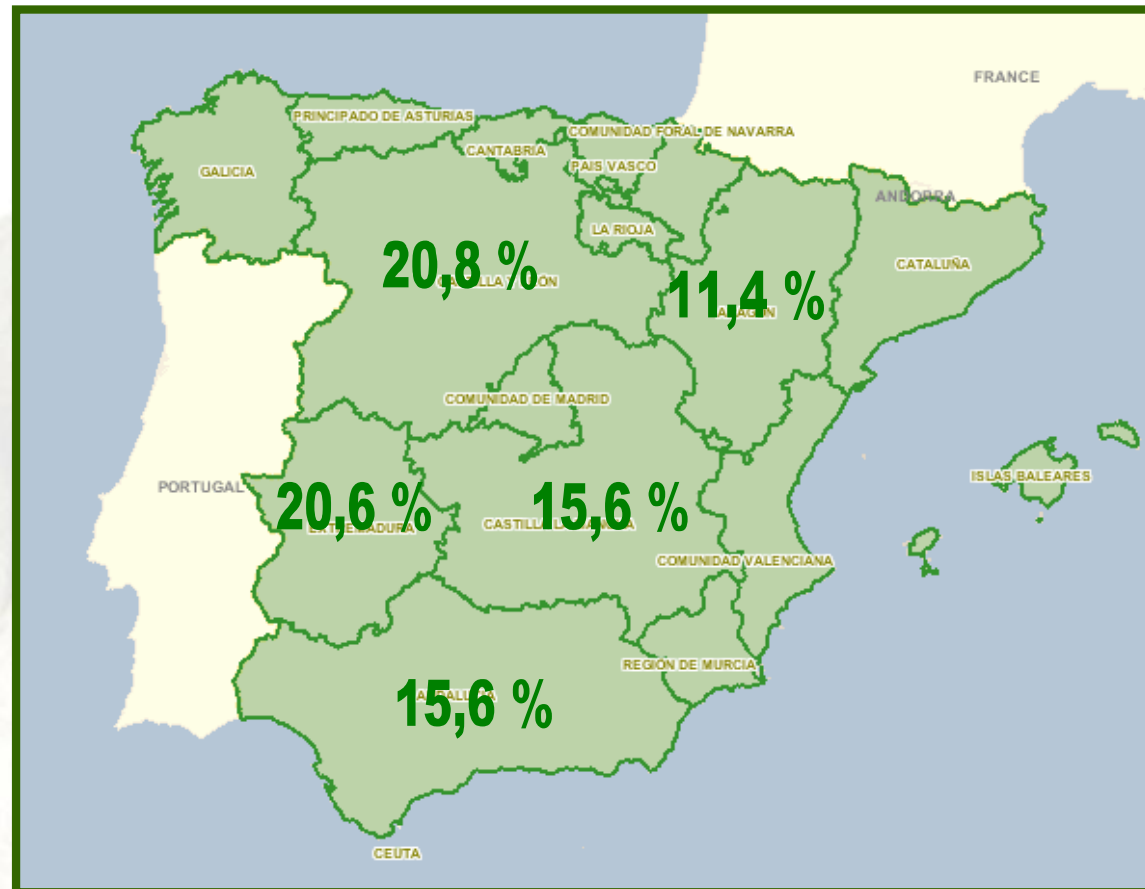 FRANCE
PRINCIPADO DE ASTURIAS
COMUNIDAD FORAL DE NAVARRA
CANTABRIA
PAIS VASCO
GALICIA
ANDORRA
LA RIOJA
20,8 %
CATALUÑA
11,4 %
COMUNIDAD DE MADRID
ISLAS BALEARES
PORTUGAL
20,6 %
15,6 %
COMUNIDAD VALENCIANA
REGIÓN DE MURCIA
15,6 %
CEUTA